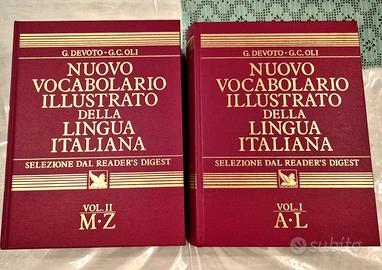 G. DEVOTO - G.C. OLI
NUOVO
VOCABOLARIO
ILLUSTRATO
DELLA
LINGUA
ITALIANA
SELEZIONE DAL READER'S DIGEST
VOL. II
M·Z
G. DEVOTO - G.C. OLI
NUOVO
VOCABOLARIO
ILLUSTRATO
DELLA
LINGUA
ITALIANA
SELEZIONE DAL READER'S DIGEST
VOL. I
A·L
subito